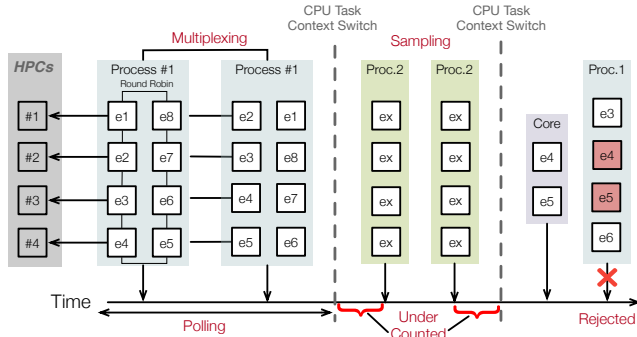 CPU Task
Context Switch
CPU Task
Context Switch
Multiplexing
Sampling
HPCs
Process #1
Round Robin
Process #1
Proc.2
Proc.2
Proc.1
#1
e1
e8
e2
e1
ex
ex
e3
Core
#2
e2
e7
e3
e8
ex
ex
e4
e4
#3
e3
e6
e4
e7
ex
ex
e5
e5
#4
e4
e5
e5
e6
ex
ex
e6
Time
Polling
Under
Counted
Rejected